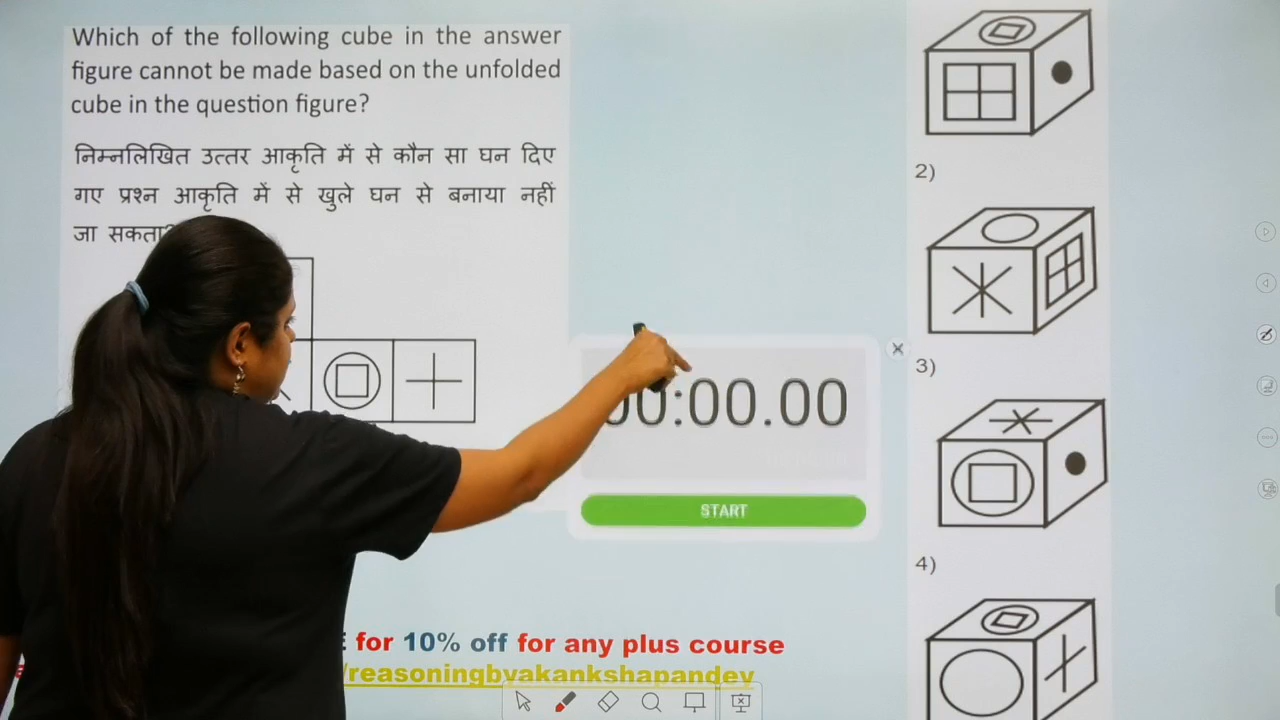 Which of the following cube in the answer
figure cannot be made based on the unfolded
cube in the question figure?
निम्नलिखित उत्तर आकृति में से कौन सा घन दिए
गए प्रश्न आकृति में से खुले घन से बनाया नहीं
जा सकता?
00:00.00
START
for 10% off for any plus course
/reasoningbyakankshapandey
2)
3)
4)